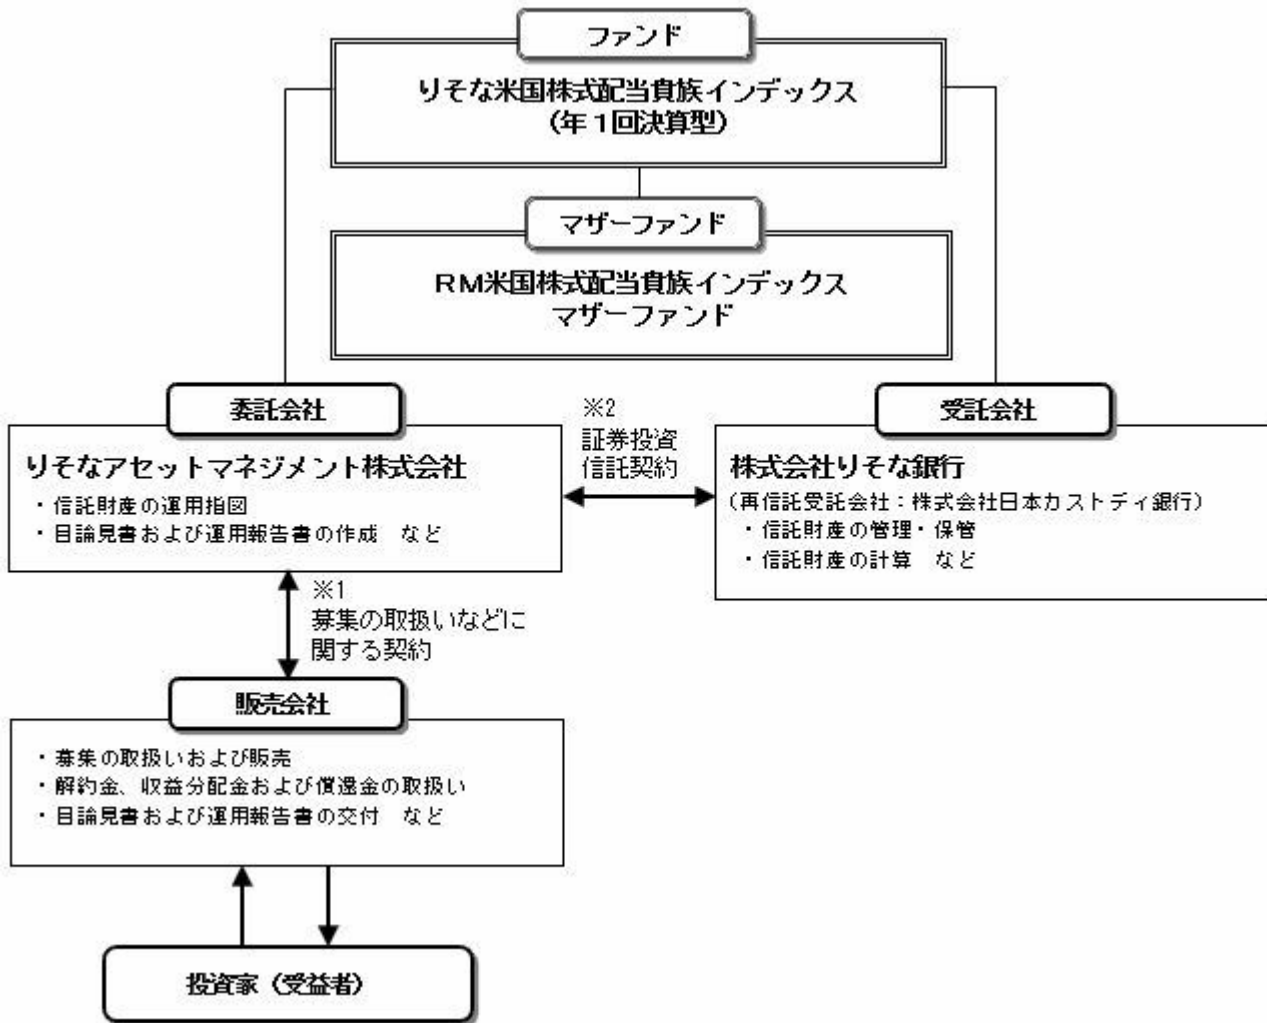 ファンド
りそな米国株式配当貴族インデックス
(年1回決算型)
マザーファンド
RM米国株式配当貴族インデックス
マザーファンド
委託会社
りそなアセットマネジメント株式会社
・信託財産の運用指図
・目論見書および運用報告書の作成 など
※2
証券投資
信託契約
受託会社
株式会社りそな銀行
(再信託受託会社:株式会社日本カストディ銀行)
・信託財産の管理・保管
・信託財産の計算 など
※1
募集の取扱いなどに
関する契約
販売会社
・募集の取扱いおよび販売
・解約金、収益分配金および償還金の取扱い
・目論見書および運用報告書の交付 など
投資家(受益者)